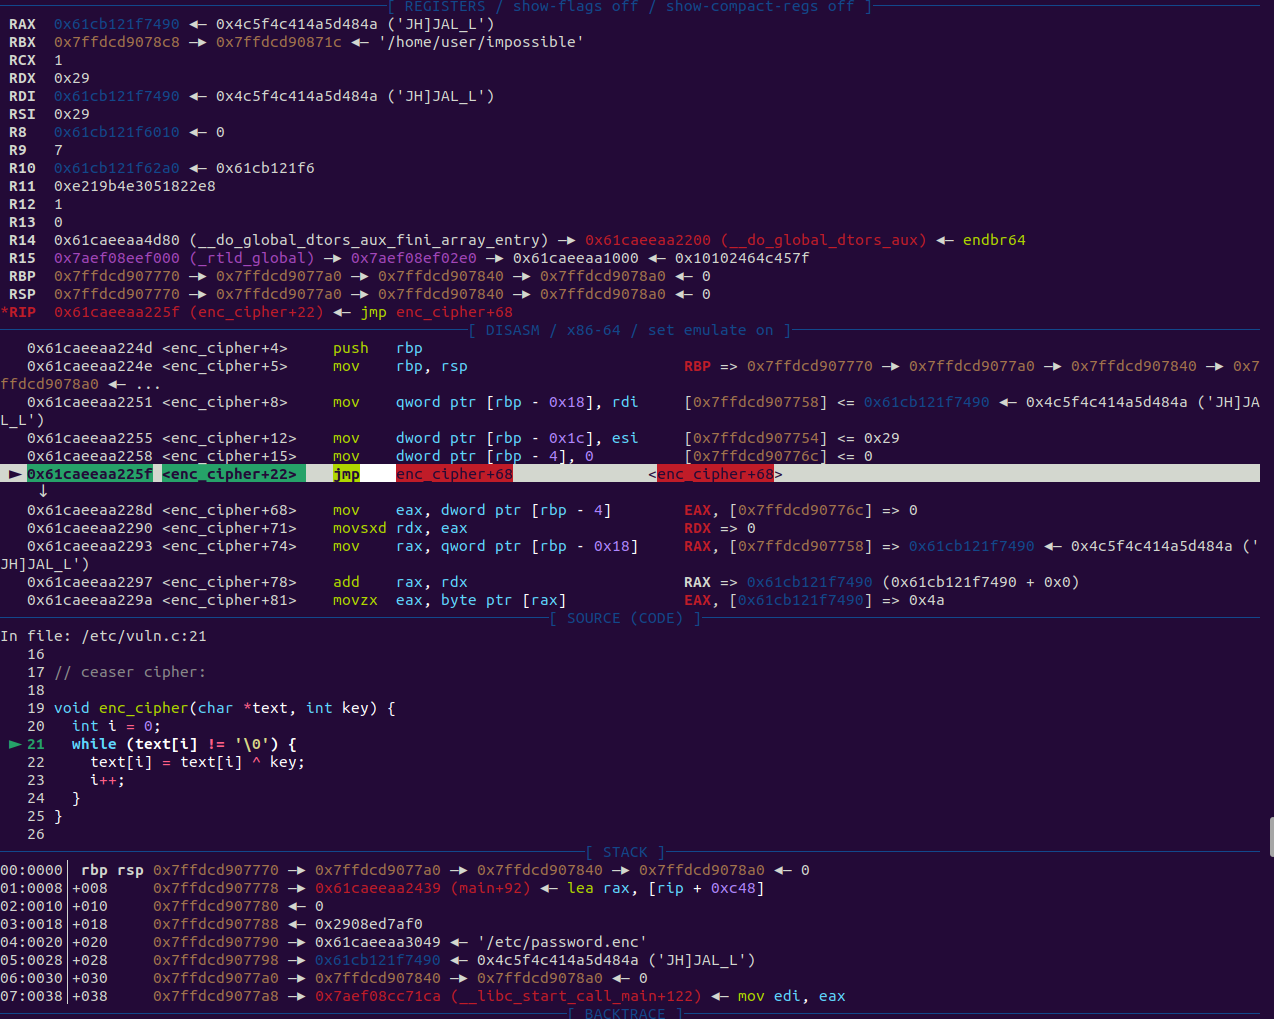 [ REGISTERS / show-flags off / show-compact-regs off ]
RAX  0x61cb121f7490 ◂— 0x4c5f4c414a5d484a ('JH]JAL_L')
RBX  0x7ffdcd9078c8 —▸ 0x7ffdcd90871c ◂— '/home/user/impossible'
RCX  1
RDX  0x29
RDI  0x61cb121f7490 ◂— 0x4c5f4c414a5d484a ('JH]JAL_L')
RSI  0x29
R8   0x61cb121f6010 ◂— 0
R9   7
R10  0x61cb121f62a0 ◂— 0x61cb121f6
R11  0xe219b4e3051822e8
R12  1
R13  0
R14  0x61caeeaa4d80 (__do_global_dtors_aux_fini_array_entry) —▸ 0x61caeeaa2200 (__do_global_dtors_aux) ◂— endbr64
R15  0x7aef08eef000 (_rtld_global) —▸ 0x7aef08ef02e0 —▸ 0x61caeeaa1000 ◂— 0x10102464c457f
RBP  0x7ffdcd907770 —▸ 0x7ffdcd9077a0 —▸ 0x7ffdcd907840 —▸ 0x7ffdcd9078a0 ◂— 0
RSP  0x7ffdcd907770 —▸ 0x7ffdcd9077a0 —▸ 0x7ffdcd907840 —▸ 0x7ffdcd9078a0 ◂— 0
*RIP  0x61caeeaa225f (enc_cipher+22) ◂— jmp enc_cipher+68
[ DISASM / x86-64 / set emulate on ]
0x61caeeaa224d <enc_cipher+4>     push   rbp
0x61caeeaa224e <enc_cipher+5>     mov    rbp, rsp                        RBP => 0x7ffdcd907770 —▸ 0x7ffdcd9077a0 —▸ 0x7ffdcd907840 —▸ 0x7
ffdcd9078a0 ◂— ...
0x61caeeaa2251 <enc_cipher+8>     mov    qword ptr [rbp - 0x18], rdi     [0x7ffdcd907758] <= 0x61cb121f7490 ◂— 0x4c5f4c414a5d484a ('JH]JA
L_L')
0x61caeeaa2255 <enc_cipher+12>    mov    dword ptr [rbp - 0x1c], esi     [0x7ffdcd907754] <= 0x29
0x61caeeaa2258 <enc_cipher+15>    mov    dword ptr [rbp - 4], 0          [0x7ffdcd90776c] <= 0
► 0x61caeeaa225f <enc_cipher+22>    jmp    enc_cipher+68               <enc_cipher+68>
↓
0x61caeeaa228d <enc_cipher+68>    mov    eax, dword ptr [rbp - 4]        EAX, [0x7ffdcd90776c] => 0
0x61caeeaa2290 <enc_cipher+71>    movsxd rdx, eax                        RDX => 0
0x61caeeaa2293 <enc_cipher+74>    mov    rax, qword ptr [rbp - 0x18]     RAX, [0x7ffdcd907758] => 0x61cb121f7490 ◂— 0x4c5f4c414a5d484a ('
JH]JAL_L')
0x61caeeaa2297 <enc_cipher+78>    add    rax, rdx                        RAX => 0x61cb121f7490 (0x61cb121f7490 + 0x0)
0x61caeeaa229a <enc_cipher+81>    movzx  eax, byte ptr [rax]             EAX, [0x61cb121f7490] => 0x4a
[ SOURCE (CODE) ]
In file: /etc/vuln.c:21
16
17 // ceaser cipher:
18
19 void enc_cipher(char *text, int key) {
20   int i = 0;
► 21   while (text[i] != '\0') {
22     text[i] = text[i] ^ key;
23     i++;
24   }
25 }
26
[ STACK ]
00:0000│ rbp rsp 0x7ffdcd907770 —▸ 0x7ffdcd9077a0 —▸ 0x7ffdcd907840 —▸ 0x7ffdcd9078a0 ◂— 0
01:0008│+008     0x7ffdcd907778 —▸ 0x61caeeaa2439 (main+92) ◂— lea rax, [rip + 0xc48]
02:0010│+010     0x7ffdcd907780 ◂— 0
03:0018│+018     0x7ffdcd907788 ◂— 0x2908ed7af0
04:0020│+020     0x7ffdcd907790 —▸ 0x61caeeaa3049 ◂— '/etc/password.enc'
05:0028│+028     0x7ffdcd907798 —▸ 0x61cb121f7490 ◂— 0x4c5f4c414a5d484a ('JH]JAL_L')
06:0030│+030     0x7ffdcd9077a0 —▸ 0x7ffdcd907840 —▸ 0x7ffdcd9078a0 ◂— 0
07:0038│+038     0x7ffdcd9077a8 —▸ 0x7aef08cc71ca (__libc_start_call_main+122) ◂— mov edi, eax
[ BACKTRACE ]